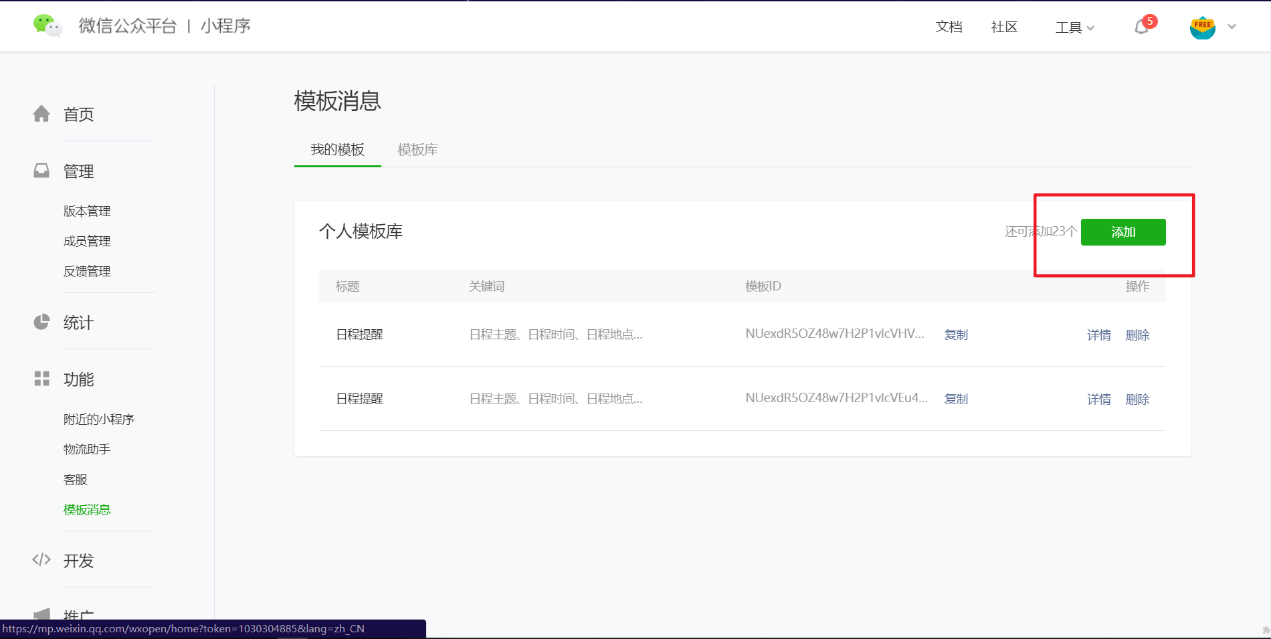 微信公众平台 | 小程序
文档 社区 工具 5
FREE
首页
管理
版本管理
成员管理
反馈管理
统计
功能
附近的小程序
物流助手
客服
模板消息
开发
推广
模板消息
我的模板 模板库
个人模板库 还可添加23个 添加
标题 关键词 模板ID 操作
日程提醒 日程主题、日程时间、日程地点... NUexdR5OZ48w7H2P1vlcVHV... 复制 详情 删除
日程提醒 日程主题、日程时间、日程地点... NUexdR5OZ48w7H2P1vlcVEu4... 复制 详情 删除
https://mp.weixin.qq.com/wxopen/home?token=1030304885&lang=zh_CN